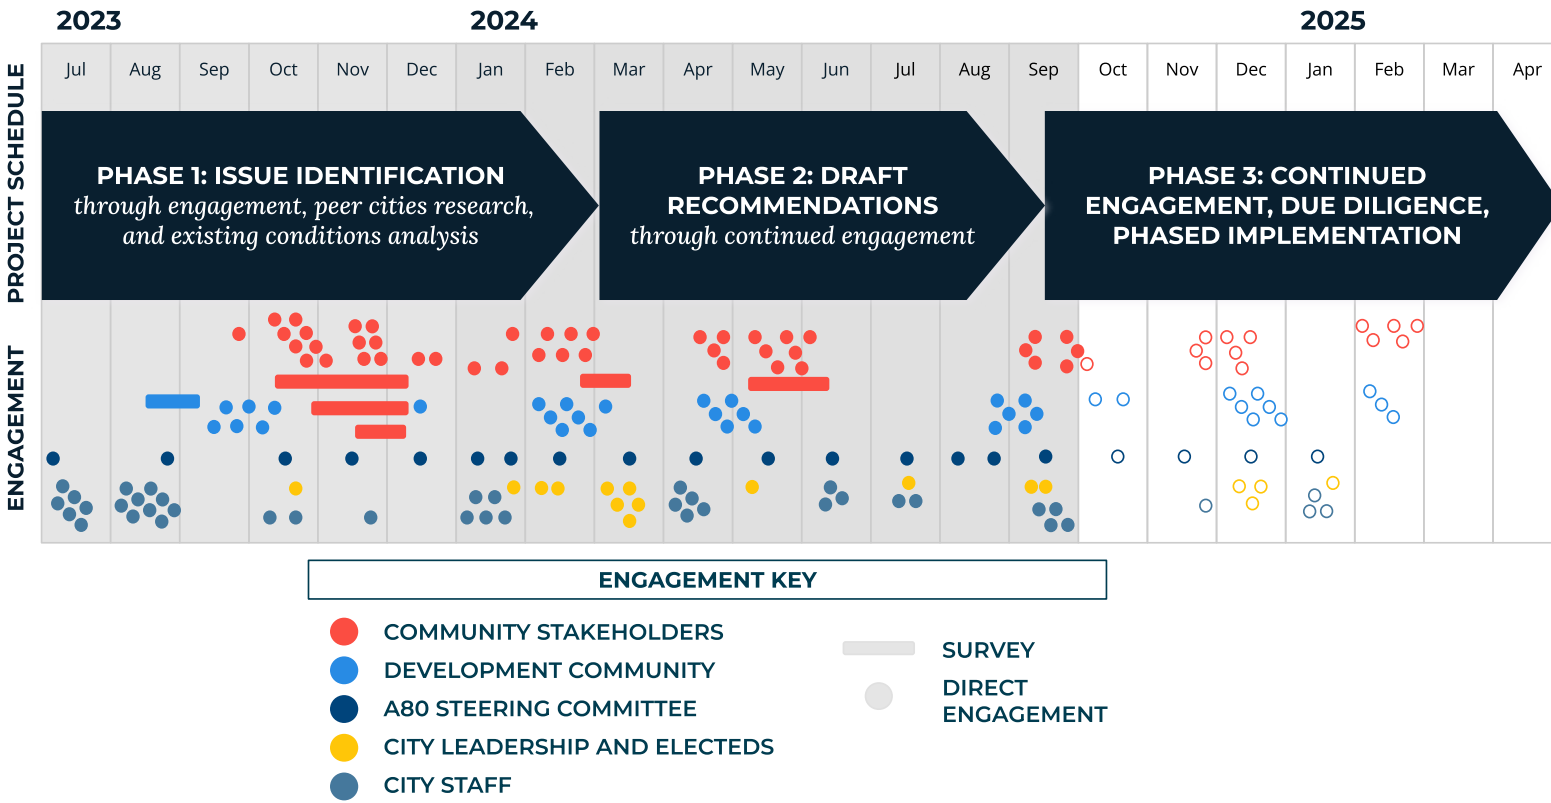 2023 2024 2025
Jul Aug Sep Oct Nov Dec Jan Feb Mar Apr May Jun Jul Aug Sep Oct Nov Dec Jan Feb Mar Apr
PROJECT SCHEDULE
PHASE 1: ISSUE IDENTIFICATION
through engagement, peer cities research,
and existing conditions analysis
PHASE 2: DRAFT
RECOMMENDATIONS
through continued engagement
PHASE 3: CONTINUED
ENGAGEMENT, DUE DILIGENCE,
PHASED IMPLEMENTATION
ENGAGEMENT
ENGAGEMENT KEY
COMMUNITY STAKEHOLDERS
DEVELOPMENT COMMUNITY
A80 STEERING COMMITTEE
CITY LEADERSHIP AND ELECTEDS
CITY STAFF
SURVEY
DIRECT
ENGAGEMENT